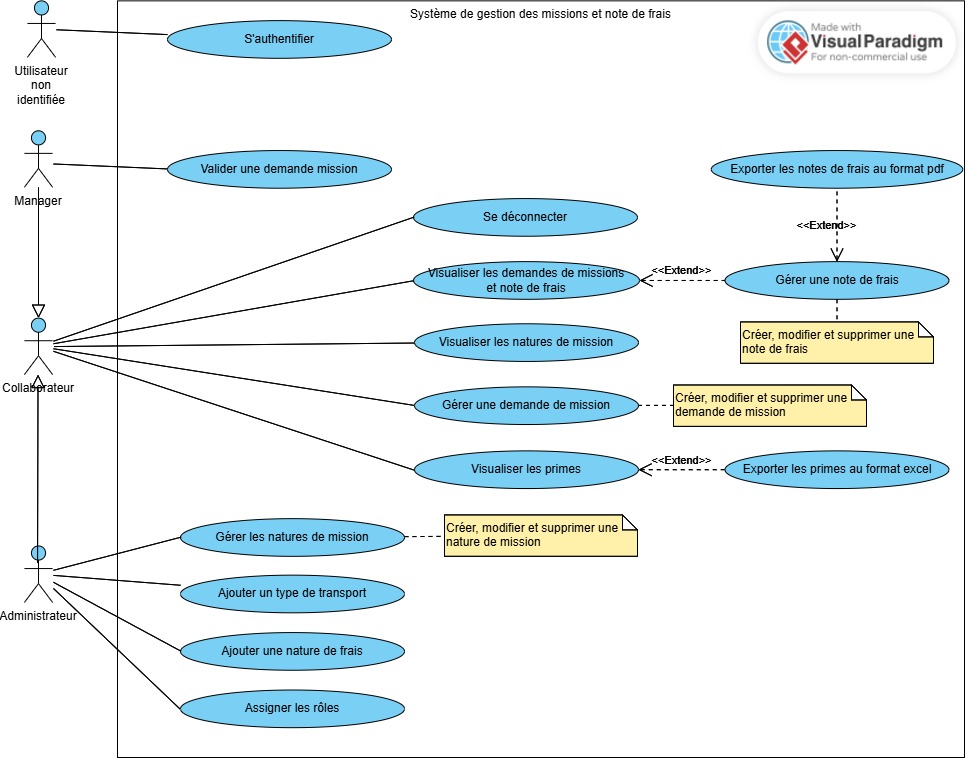 Système de gestion des missions et note de frais
Made with
Visual Paradigm
For non-commercial use
S'authentifier
Utilisateur
non
identifiée
Valider une demande mission
Exporter les notes de frais au format pdf
Manager
Se déconnecter
<<Extend>>
Visualiser les demandes de missions
et note de frais
<<Extend>>
Gérer une note de frais
Visualiser les natures de mission
Créer, modifier et supprimer une
note de frais
Collaborateur
Gérer une demande de mission
Créer, modifier et supprimer une
demande de mission
Visualiser les primes
<<Extend>>
Exporter les primes au format excel
Gérer les natures de mission
Créer, modifier et supprimer une
nature de mission
Ajouter un type de transport
Administrateur
Ajouter une nature de frais
Assigner les rôles